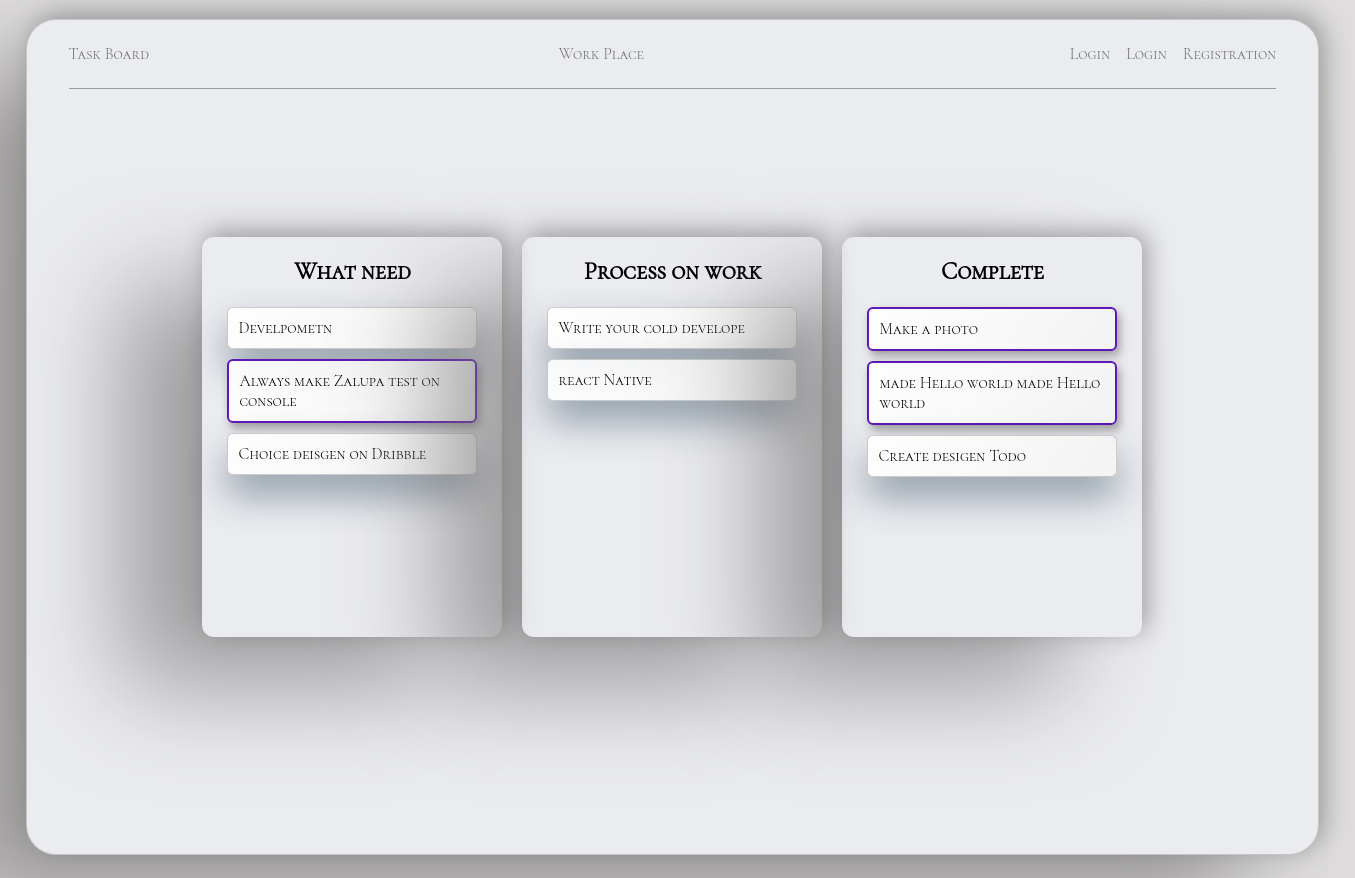 Task Board
Work Place
Login Login Registration
What need
Develpometn
Always make Zalupa test on
console
Choice deisgen on Dribble
Process on work
Write your cold develope
react Native
Complete
Make a photo
made Hello world made Hello
world
Create desigen Todo